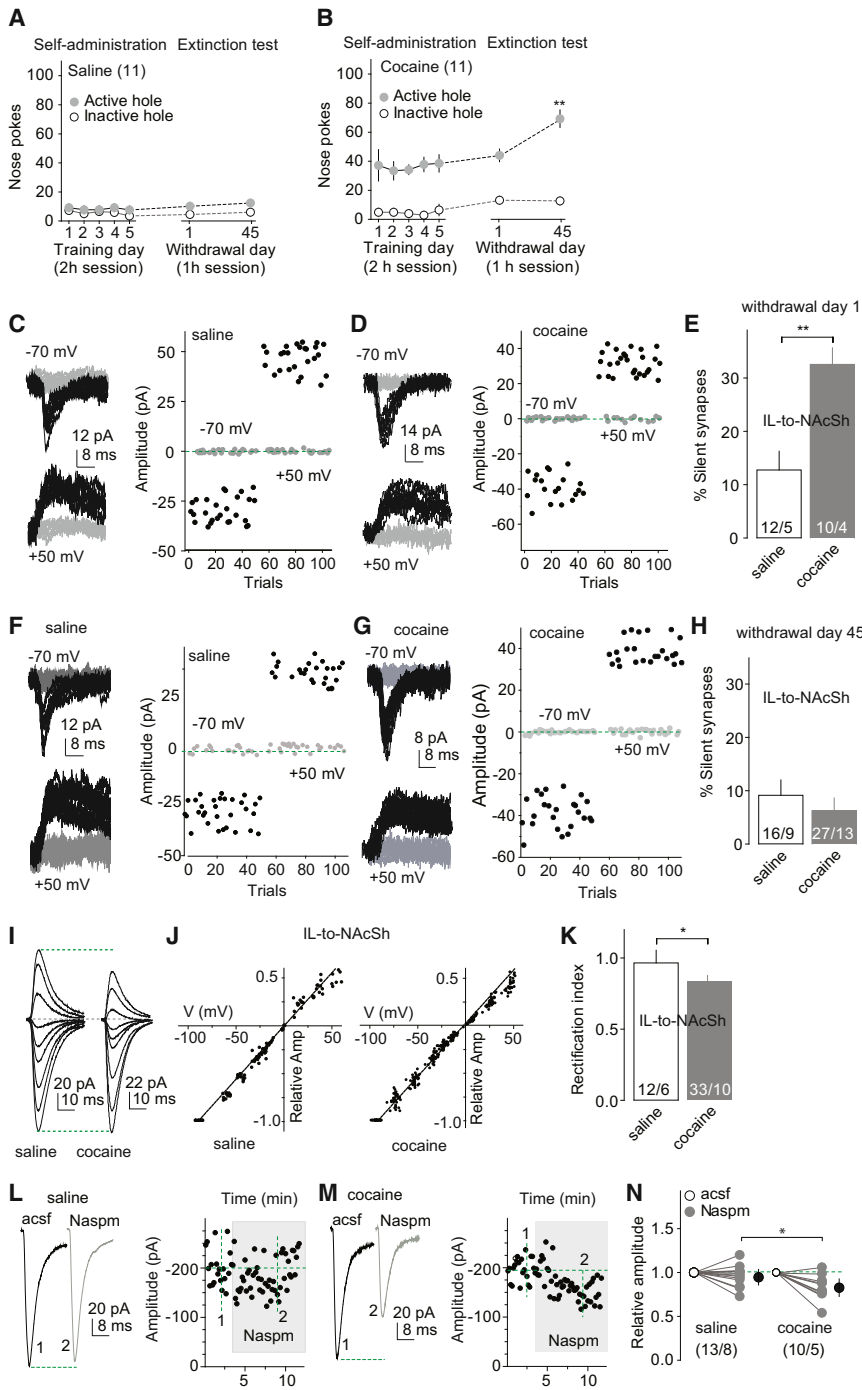 A
Self-administration Extinction test
Saline (11)
Active hole
Inactive hole
Nose pokes
100
80
60
40
20
0
1 2 3 4 5 1 45
Training day Withdrawal day
(2h session) (1h session)
B
Self-administration Extinction test
Cocaine (11)
Active hole
Inactive hole
**
Nose pokes
100
80
60
40
20
0
1 2 3 4 5 1 45
Training day Withdrawal day
(2 h session) (1 h session)
C
-70 mV
12 pA
8 ms
+50 mV
saline
Amplitude (pA)
50
25
0
-25
-50
-70 mV
+50 mV
0 20 40 60 80 100
Trials
D
-70 mV
14 pA
8 ms
+50 mV
cocaine
Amplitude (pA)
40
20
0
-20
-40
-60
-70 mV
+50 mV
0 20 40 60 80 100
Trials
E
withdrawal day 1
**
% Silent synapses
30
20
10
0
IL-to-NAcSh
12/5 10/4
saline cocaine
F
saline
-70 mV
12 pA
8 ms
+50 mV
saline
Amplitude (pA)
25
0
-25
-50
-70 mV
+50 mV
0 20 40 60 80 100
Trials
G
cocaine
-70 mV
8 pA
8 ms
+50 mV
cocaine
Amplitude (pA)
40
20
0
-20
-40
-60
-70 mV
+50 mV
0 20 40 60 80 100
Trials
H
withdrawal day 45
% Silent synapses
30
20
10
0
IL-to-NAcSh
16/9 27/13
saline cocaine
I
20 pA
10 ms
22 pA
10 ms
saline cocaine
J
IL-to-NAcSh
0.5
V (mV)
-100 -50 50
Relative Amp
-1.0
saline
0.5
V (mV)
-100 -50 50
Relative Amp
-1.0
cocaine
K
*
Rectification index
1.0
0.5
0.0
IL-to-NAcSh
12/6 33/10
saline cocaine
L
saline
acsf Naspm
1 2
20 pA
8 ms
Time (min)
Amplitude (pA)
-200
-100
0
1 2
Naspm
5 10
M
cocaine
acsf Naspm
1 2
20 pA
8 ms
Time (min)
Amplitude (pA)
-200
-100
0
1 2
Naspm
5 10
N
acsf
Naspm
*
Relative amplitude
1.5
1.0
0.5
0.0
saline cocaine
(13/8) (10/5)